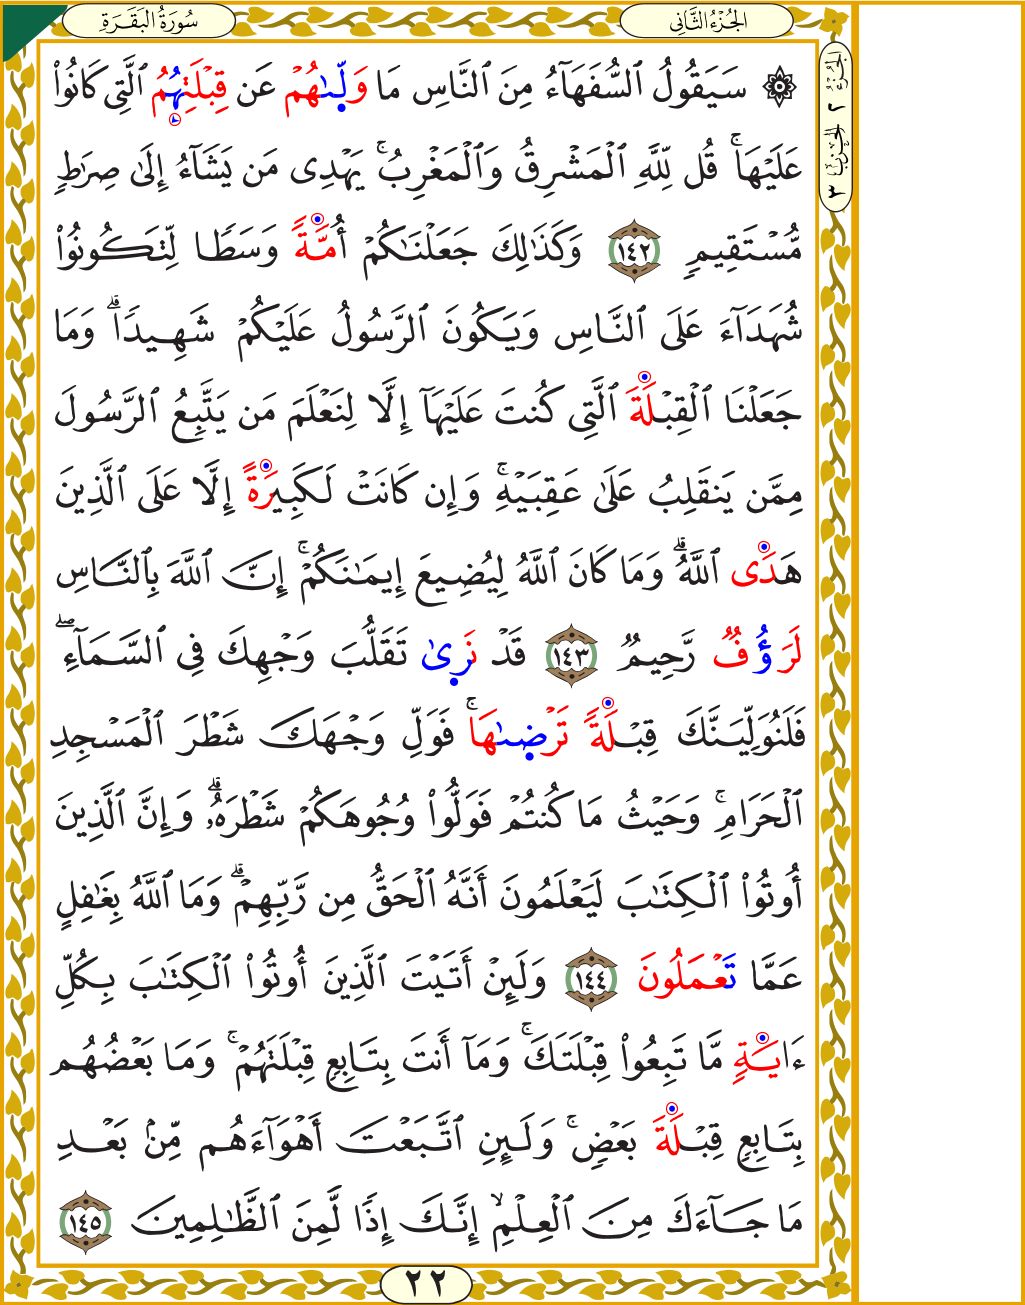 سُورَةُ الْبَقَرَةِ
الجُزْءُ الثَّانِى
الجزء ٢ الحزب ٣
۞ سَيَقُولُ ٱلسُّفَهَآءُ مِنَ ٱلنَّاسِ مَا وَلِّىٰهُمْ عَن قِبْلَتِهُمُ ٱلَّتِى كَانُوا۟
عَلَيْهَا ۚ قُل لِّلَّهِ ٱلْمَشْرِقُ وَٱلْمَغْرِبُ ۚ يَهْدِى مَن يَشَآءُ إِلَىٰ صِرَٰطٍ
مُّسْتَقِيمٍ ١٤٢ وَكَذَٰلِكَ جَعَلْنَٰكُمْ أُمَّةً وَسَطًا لِّتَكُونُوا۟
شُهَدَآءَ عَلَى ٱلنَّاسِ وَيَكُونَ ٱلرَّسُولُ عَلَيْكُمْ شَهِيدًا ۗ وَمَا
جَعَلْنَا ٱلْقِبْلَةَ ٱلَّتِى كُنتَ عَلَيْهَآ إِلَّا لِنَعْلَمَ مَن يَتَّبِعُ ٱلرَّسُولَ
مِمَّن يَنقَلِبُ عَلَىٰ عَقِبَيْهِ ۚ وَإِن كَانَتْ لَكَبِيرَةً إِلَّا عَلَى ٱلَّذِينَ
هَدَى ٱللَّهُ ۗ وَمَا كَانَ ٱللَّهُ لِيُضِيعَ إِيمَٰنَكُمْ ۚ إِنَّ ٱللَّهَ بِٱلنَّاسِ
لَرَؤُفٌ رَّحِيمٌ ١٤٣ قَدْ نَرِىٰ تَقَلُّبَ وَجْهِكَ فِى ٱلسَّمَآءِ ۖ
فَلَنُوَلِّيَنَّكَ قِبْلَةً تَرْضِىٰهَا ۚ فَوَلِّ وَجْهَكَ شَطْرَ ٱلْمَسْجِدِ
ٱلْحَرَامِ ۚ وَحَيْثُ مَا كُنتُمْ فَوَلُّوا۟ وُجُوهَكُمْ شَطْرَهُۥ ۗ وَإِنَّ ٱلَّذِينَ
أُوتُوا۟ ٱلْكِتَٰبَ لَيَعْلَمُونَ أَنَّهُ ٱلْحَقُّ مِن رَّبِّهِمْ ۗ وَمَا ٱللَّهُ بِغَٰفِلٍ
عَمَّا تَعْمَلُونَ ١٤٤ وَلَئِنْ أَتَيْتَ ٱلَّذِينَ أُوتُوا۟ ٱلْكِتَٰبَ بِكُلِّ
ءَايَةٍ مَّا تَبِعُوا۟ قِبْلَتَكَ ۚ وَمَآ أَنتَ بِتَابِعٍ قِبْلَتَهُمْ ۚ وَمَا بَعْضُهُم
بِتَابِعٍ قِبْلَةَ بَعْضٍ ۚ وَلَئِنِ ٱتَّبَعْتَ أَهْوَآءَهُم مِّنۢ بَعْدِ
مَا جَآءَكَ مِنَ ٱلْعِلْمِ ۙ إِنَّكَ إِذًا لَّمِنَ ٱلظَّٰلِمِينَ ١٤٥
٢٢